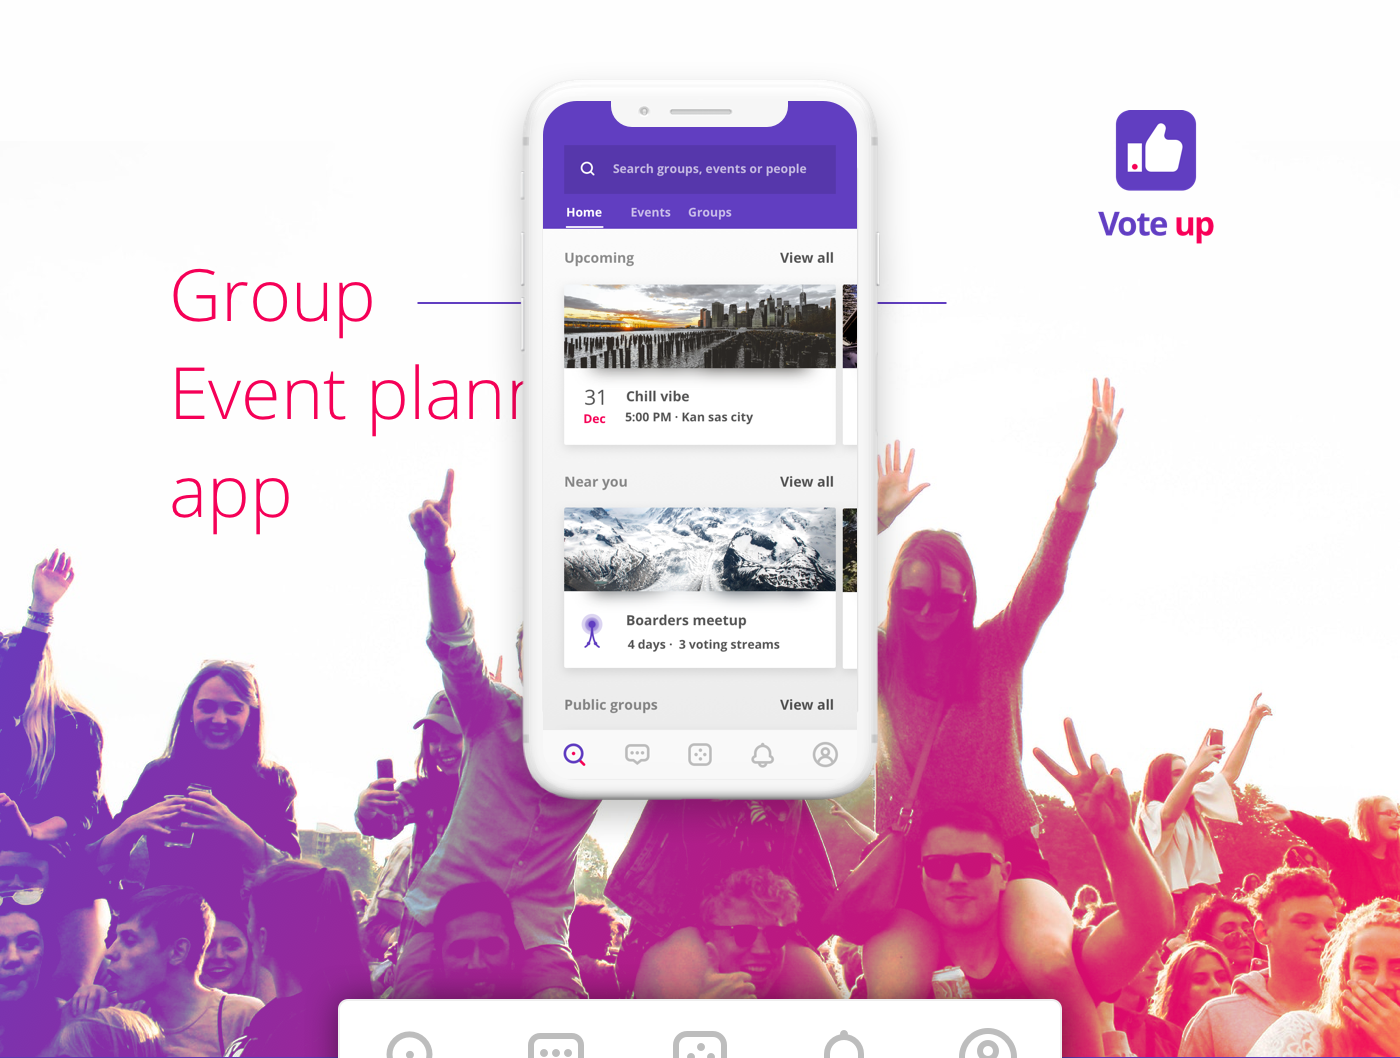 Search groups, events or people
Home Events Groups
Upcoming View all
31 Chill vibe
Dec 5:00 PM · Kan sas city
Near you View all
Boarders meetup
4 days · 3 voting streams
Public groups View all
Vote up
Group
Event plann
app